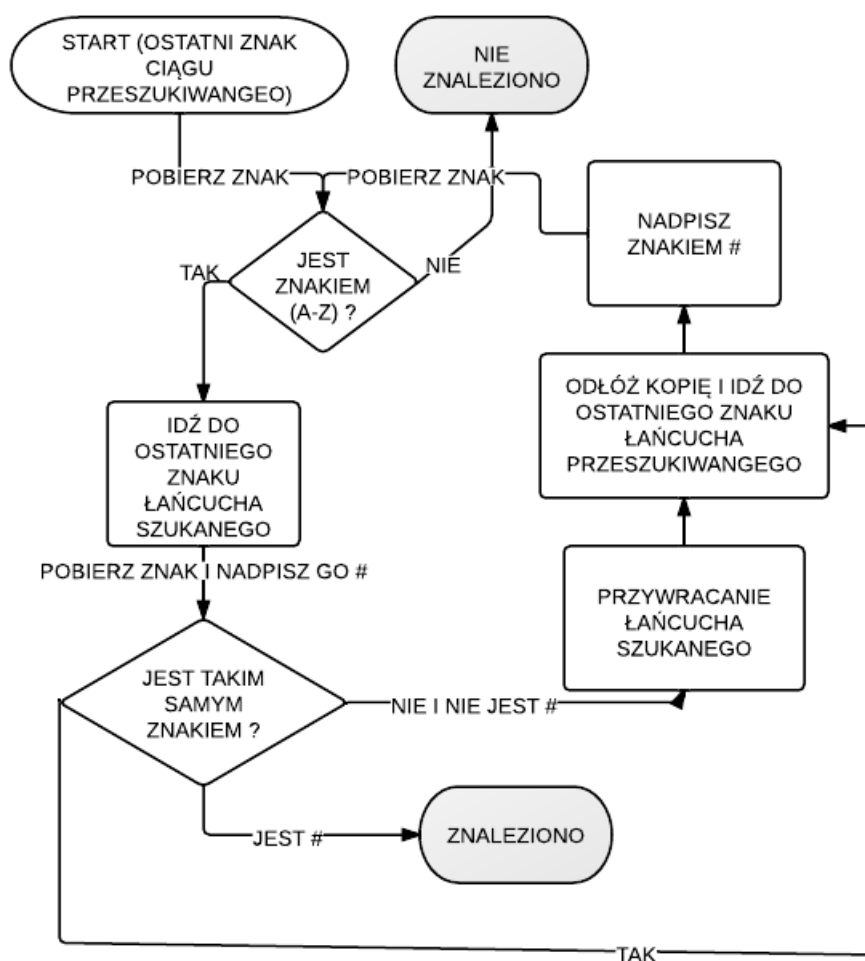 START (OSTATNI ZNAK
CIĄGU
PRZESZUKIWANGEO)
NIE
ZNALEZIONO
POBIERZ ZNAK
POBIERZ ZNAK
NADPISZ
ZNAKIEM #
JEST
ZNAKIEM
(A-Z) ?
TAK
NIE
ODŁÓŻ KOPIĘ I IDŹ DO
OSTATNIEGO ZNAKU
ŁAŃCUCHA
PRZESZUKIWANGEGO
IDŹ DO
OSTATNIEGO
ZNAKU
ŁAŃCUCHA
SZUKANEGO
POBIERZ ZNAK I NADPISZ GO #
PRZYWRACANIE
ŁAŃCUCHA
SZUKANEGO
JEST TAKIM
SAMYM
ZNAKIEM ?
NIE I NIE JEST #
JEST #
ZNALEZIONO
TAK